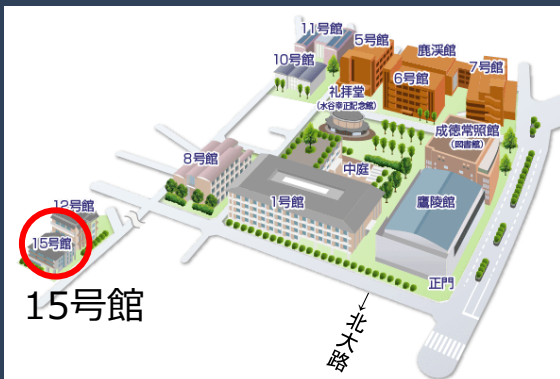 11号館
5号館
鹿渓館
10号館
7号館
6号館
礼拝堂
(水谷幸正記念館)
成徳常照館
(図書館)
8号館
中庭
12号館
1号館
鷹陵館
15号館
正門
15号館
→北大路